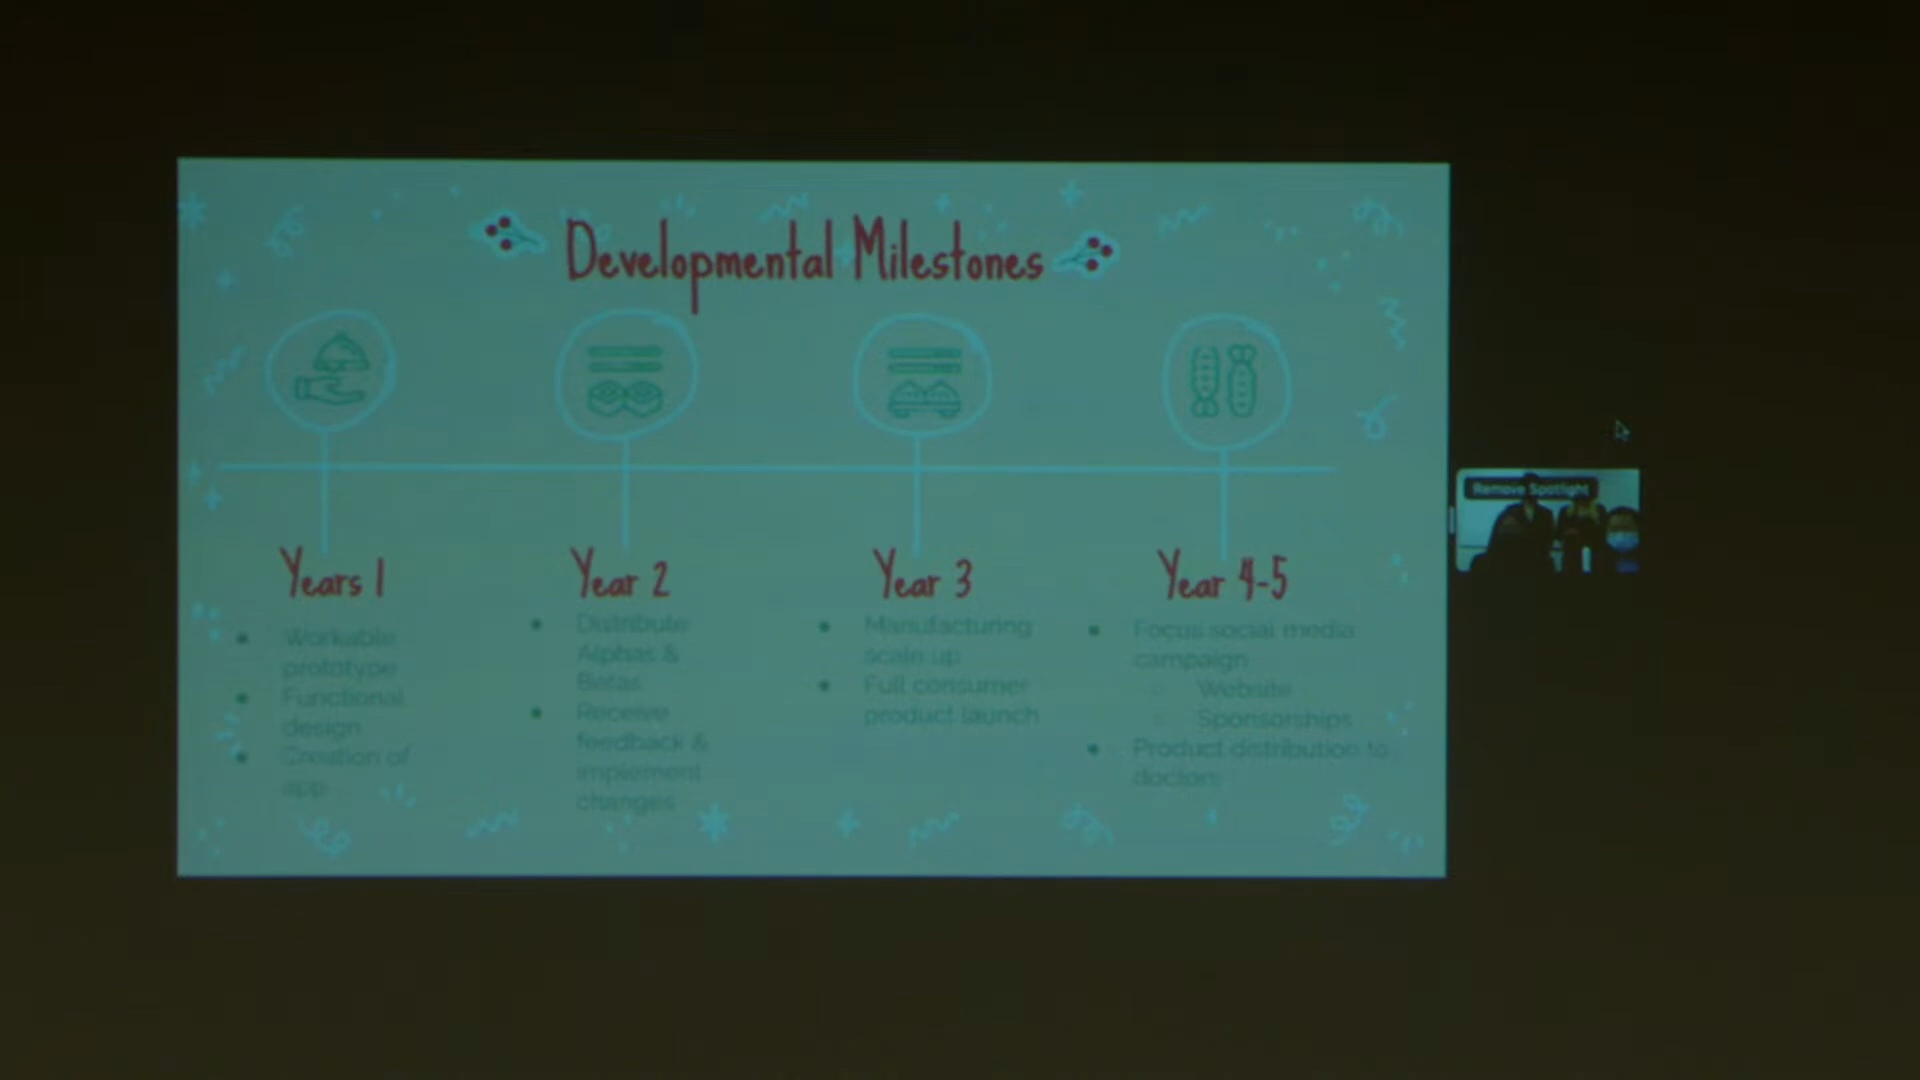 Developmental Milestones
Years 1
Workable
prototype
Functional
design
Creation of
app
Year 2
Distribute
Alphas &
Betas
Receive
feedback &
implement
changes
Year 3
Manufacturing
scale up
Full consumer
product launch
Year 4-5
Focus social media
campaign
Website
Sponsorships
Product distribution to
doctors
Remove Spotlight